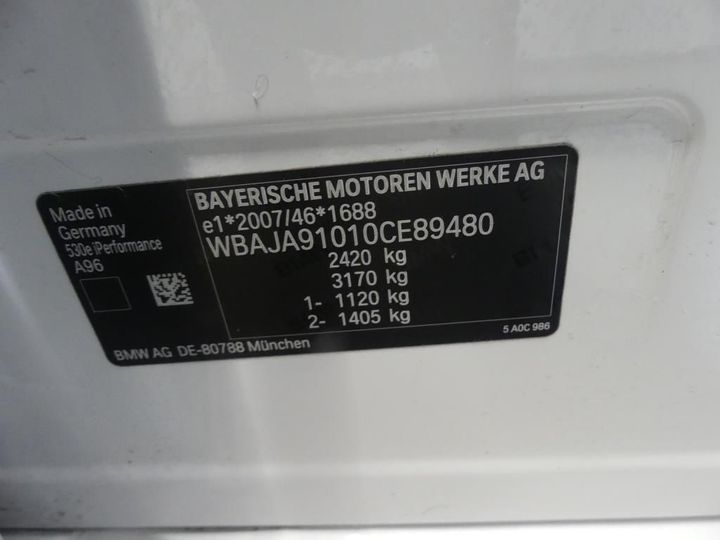 BAYERISCHE MOTOREN WERKE AG
e1*2007/46*1688
WBAJA91010CE89480
2420 kg
3170 kg
1- 1120 kg
2- 1405 kg
Made in
Germany
530e iPerformance
A96
5 A0C 986
BMW AG DE-80788 München